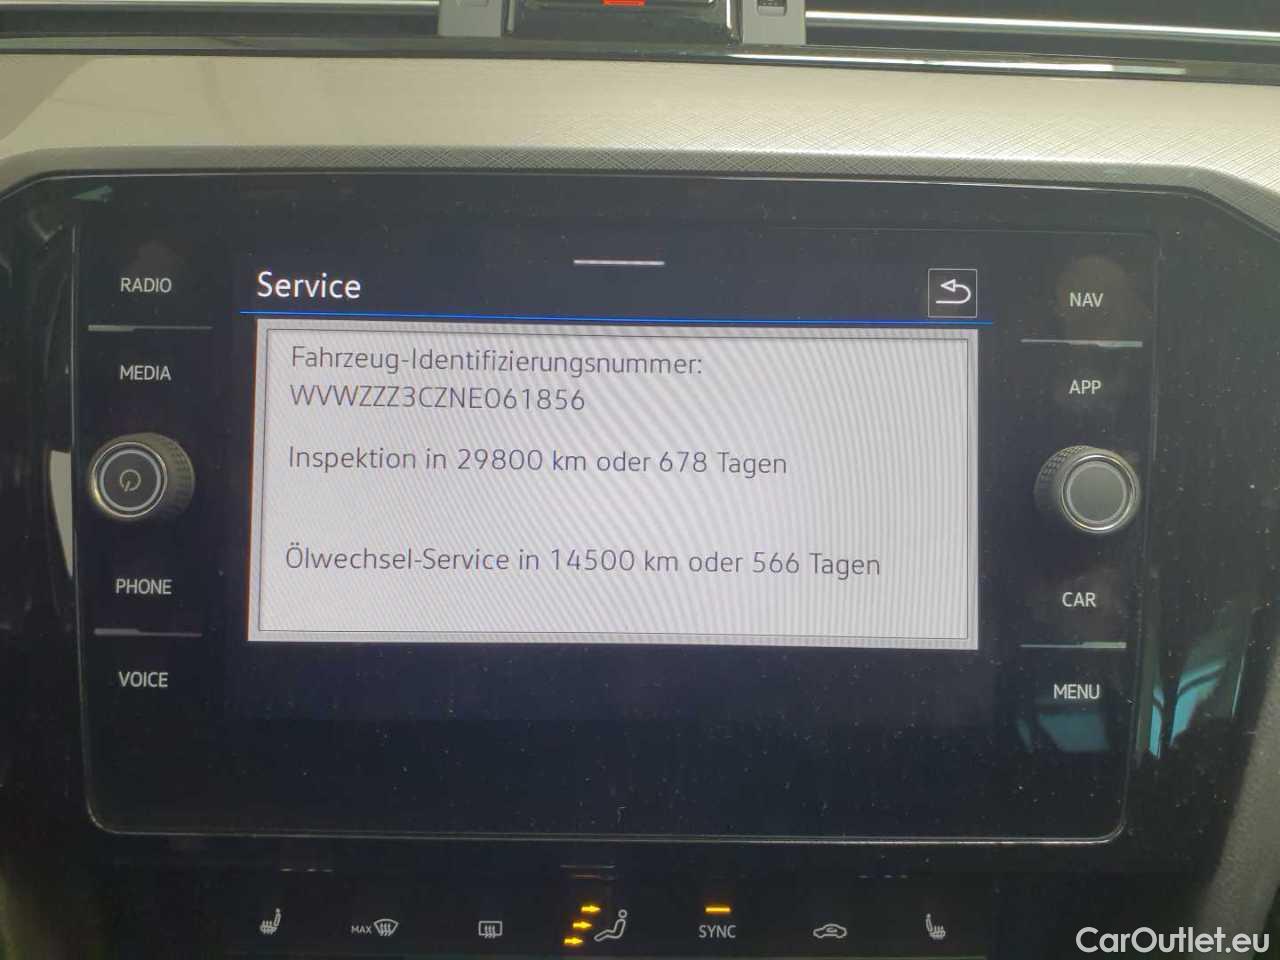 Service
RADIO
MEDIA
PHONE
VOICE
Fahrzeug-Identifizierungsnummer:
WVWZZZ3CZNE061856
Inspektion in 29800 km oder 678 Tagen
Ölwechsel-Service in 14500 km oder 566 Tagen
NAV
APP
CAR
MENU
MAX
SYNC
CarOutlet.eu